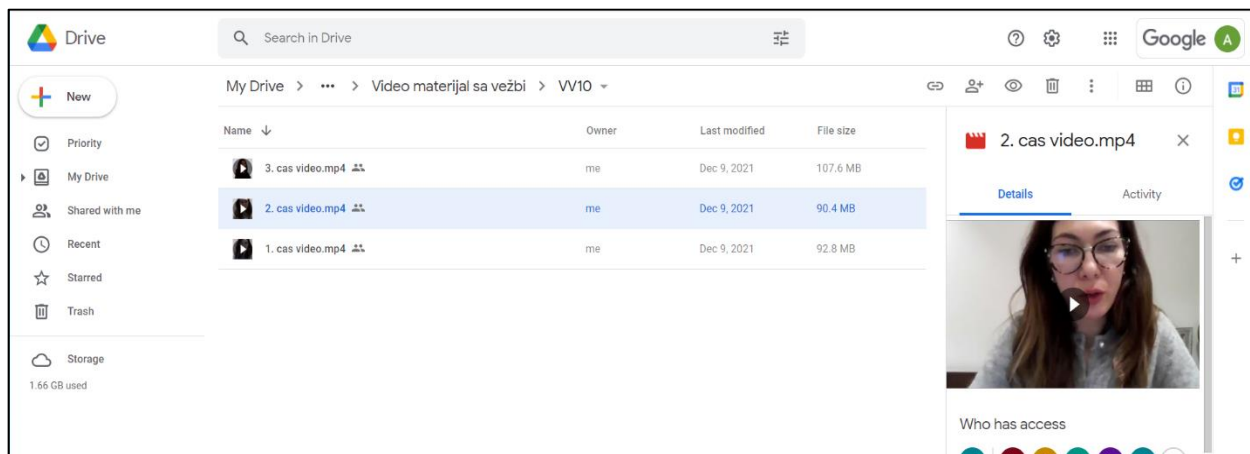 Drive
Search in Drive
Google A
New
My Drive > ••• > Video materijal sa vežbi > VV10
Priority
My Drive
Shared with me
Recent
Starred
Trash
Storage
1.66 GB used
Name Owner Last modified File size
3. cas video.mp4 me Dec 9, 2021 107.6 MB
2. cas video.mp4 me Dec 9, 2021 90.4 MB
1. cas video.mp4 me Dec 9, 2021 92.8 MB
2. cas video.mp4
Details Activity
Who has access
31